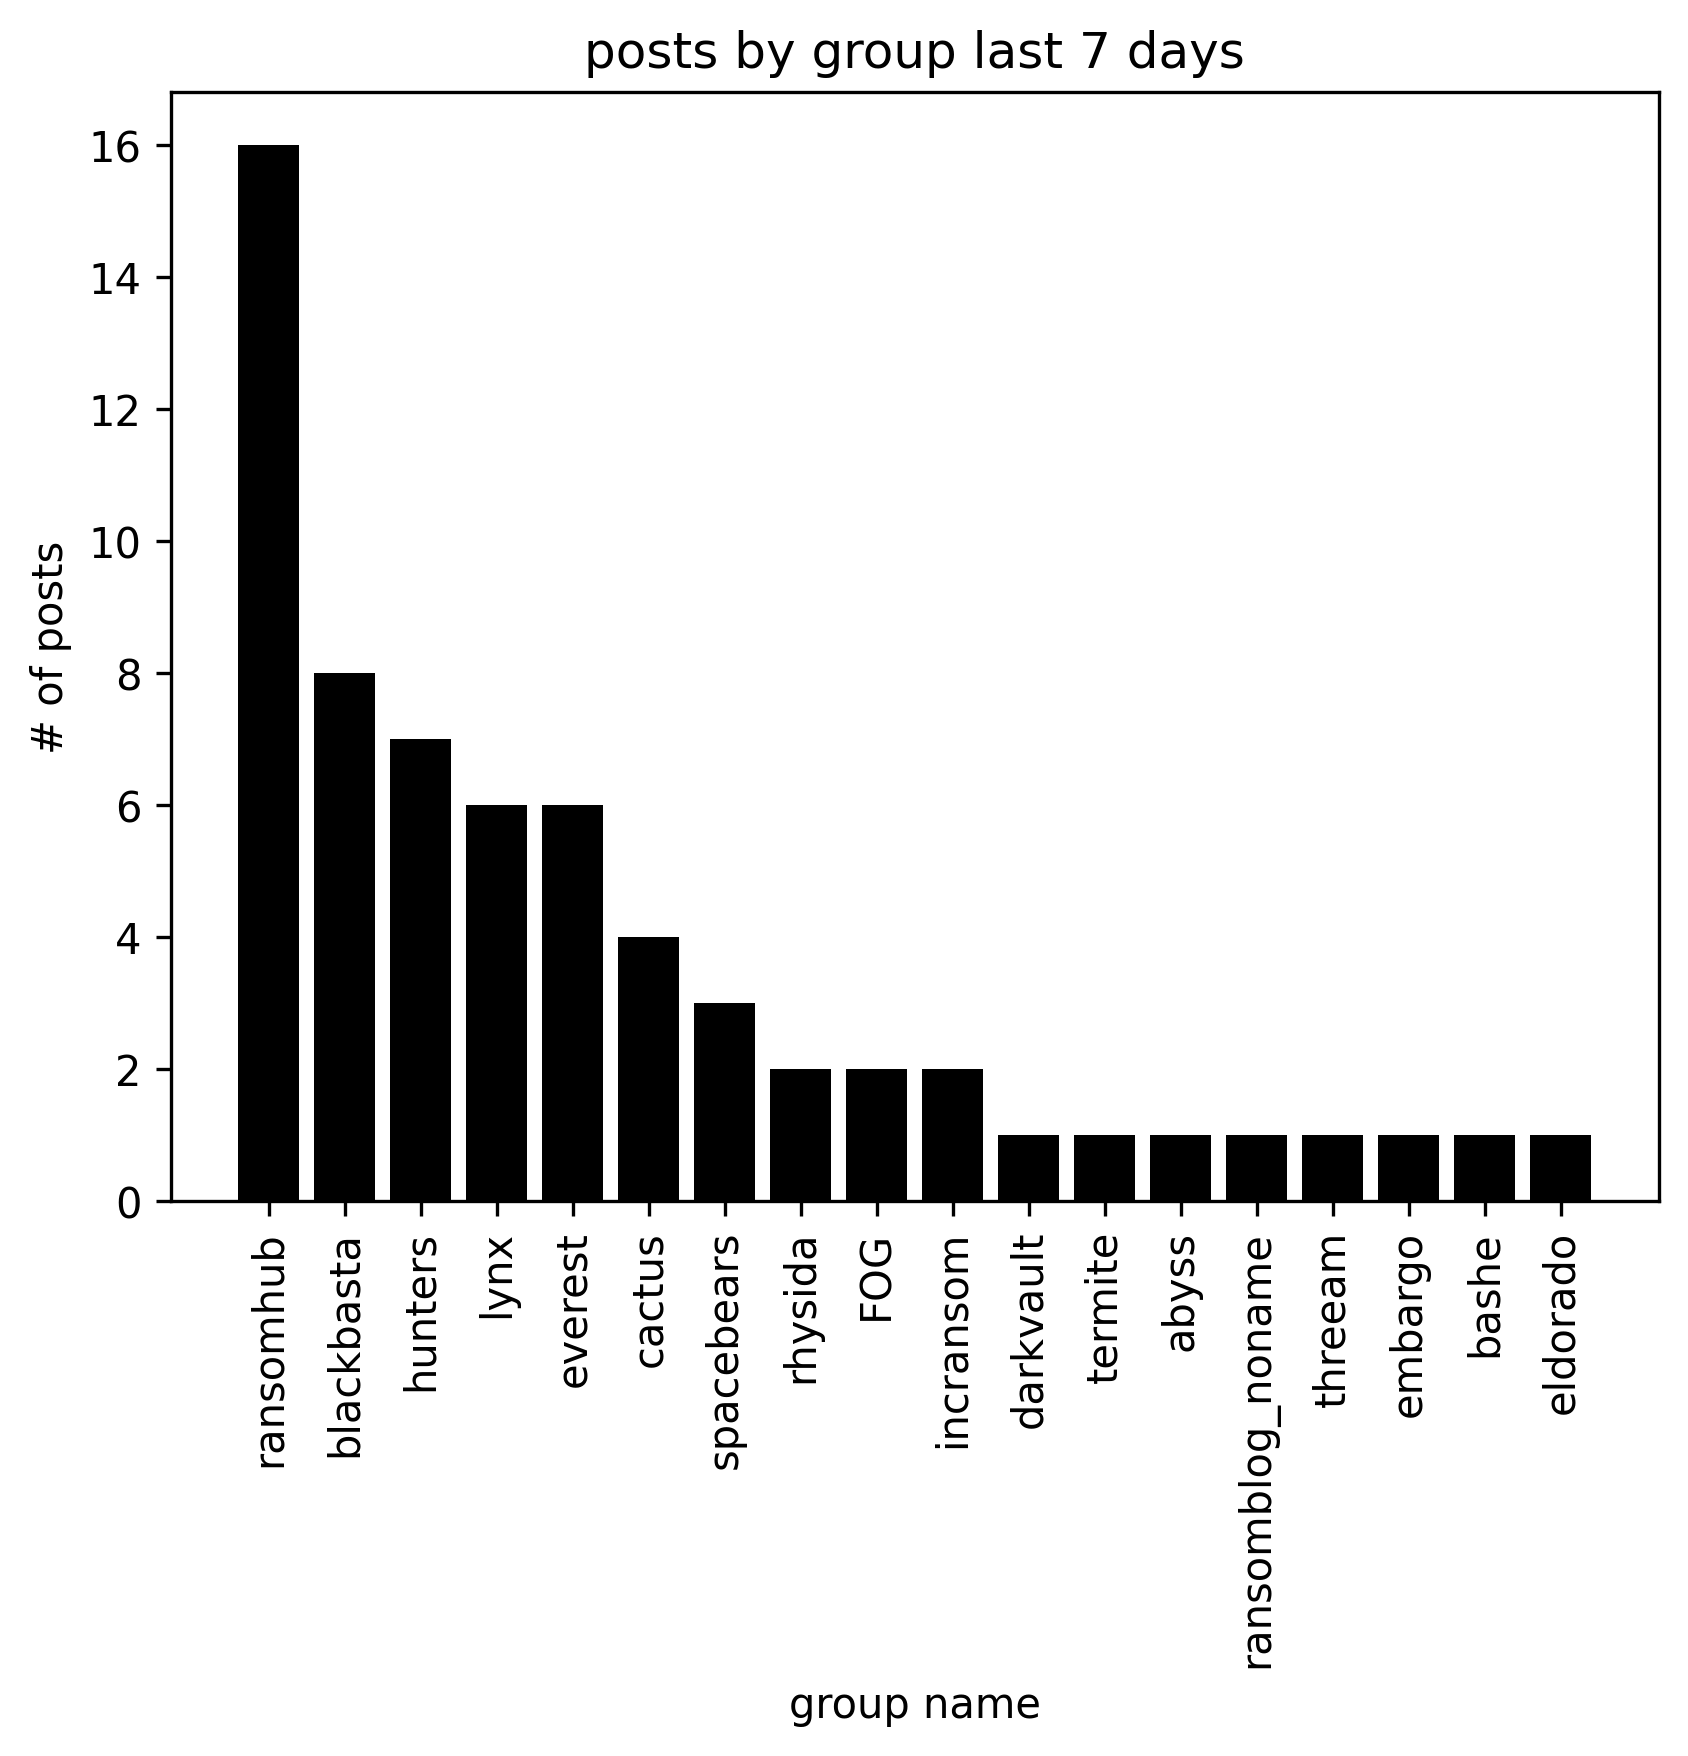 posts by group last 7 days
# of posts
16
14
12
10
8
6
4
2
0
ransomhub
blackbasta
hunters
lynx
everest
cactus
spacebears
rhysida
FOG
incransom
darkvault
termite
abyss
ransomblog_noname
threeam
embargo
bashe
eldorado
group name